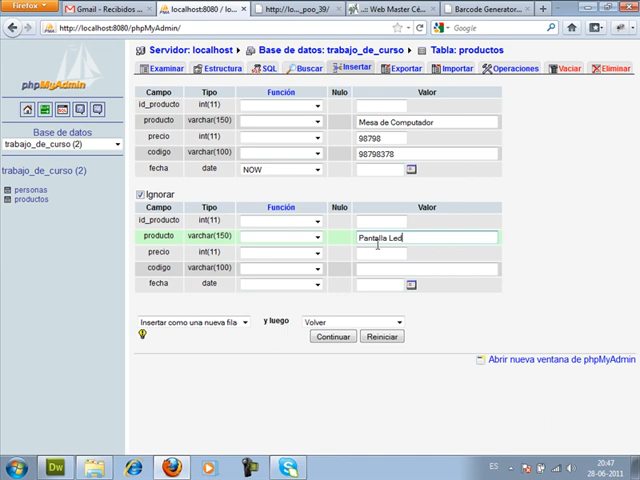 Firefox
Gmail - Recibidos
localhost:8080 / lo...
http://lo..._poo_39/
.:: Web Master Cé...
Barcode Generator...
http://localhost:8080/phpMyAdmin/
Google
phpMyAdmin
Base de datos
trabajo_de_curso (2)
trabajo_de_curso (2)
personas
productos
Servidor: localhost
Base de datos: trabajo_de_curso
Tabla: productos
Examinar
Estructura
SQL
Buscar
Insertar
Exportar
Importar
Operaciones
Vaciar
Eliminar
Campo Tipo Función Nulo Valor
id_producto int(11)
producto varchar(150) Mesa de Computador
precio int(11) 98798
codigo varchar(100) 98798378
fecha date NOW
Ignorar
Campo Tipo Función Nulo Valor
id_producto int(11)
producto varchar(150) Pantalla Led
precio int(11)
codigo varchar(100)
fecha date
Insertar como una nueva fila y luego Volver
Continuar Reiniciar
Abrir nueva ventana de phpMyAdmin
Dw
ES
20:47
28-06-2011